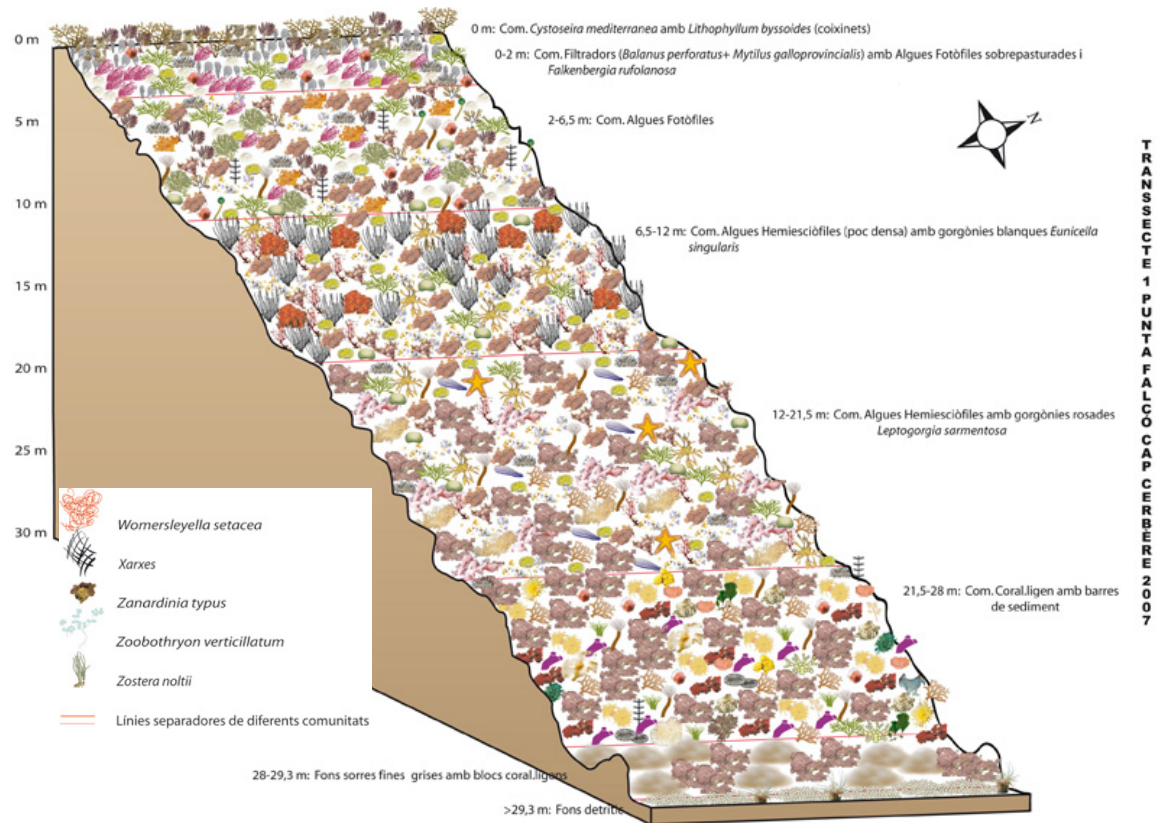 0 m: Com. Cystoseira mediterranea amb Lithophyllum byssoides (coixinets)
0-2 m: Com. Filtradors (Balanus perforatus+ Mytilus galloprovincialis) amb Algues Fotòfiles sobrepasturades i
Falkenbergia rufolanosa
2-6,5 m: Com. Algues Fotòfiles
6,5-12 m: Com. Algues Hemiesciòfiles (poc densa) amb gorgònies blanques Eunicella
singularis
12-21,5 m: Com. Algues Hemiesciòfiles amb gorgònies rosades
Leptogorgia sarmentosa
21,5-28 m: Com. Coral.ligen amb barres
de sediment
28-29,3 m: Fons sorres fines grises amb blocs coral.ligens
>29,3 m: Fons detrític
0 m
5 m
10 m
15 m
20 m
25 m
30 m
N
Womersleyella setacea
Xarxes
Zanardinia typus
Zoobothryon verticillatum
Zostera noltii
Línies separadores de diferents comunitats
TRANSSECTE 1 PUNTA FALCÓ CAP CERBÈRE 2007